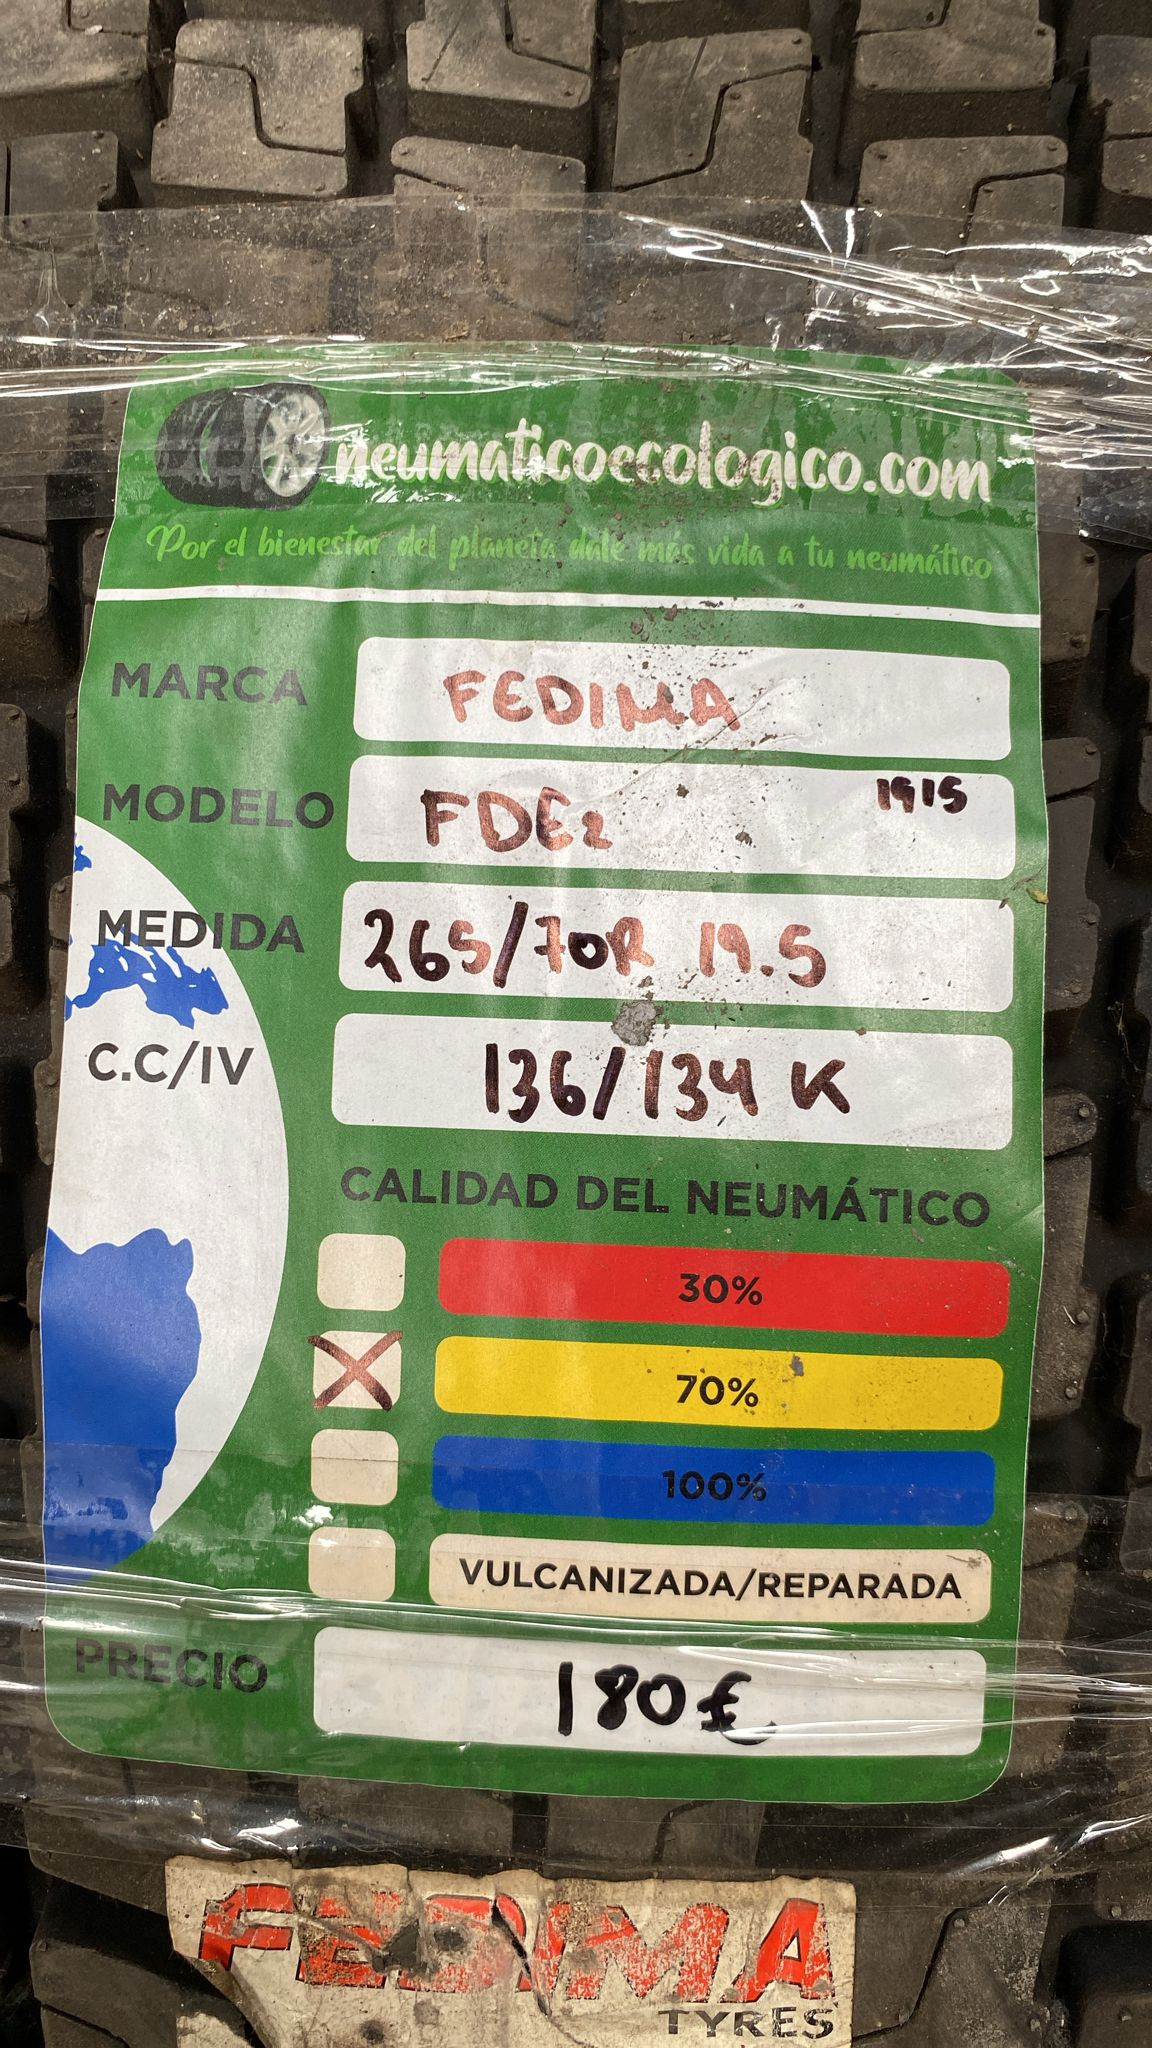 neumaticoecologico.com
Por el bienestar del planeta dale más vida a tu neumático
MARCA FEDIMA
MODELO FDE2 1915
MEDIDA 265/70R 19.5
C.C/IV 136/134 K
CALIDAD DEL NEUMÁTICO
30%
X 70%
100%
VULCANIZADA/REPARADA
PRECIO 180€
FEDIMA
TYRES